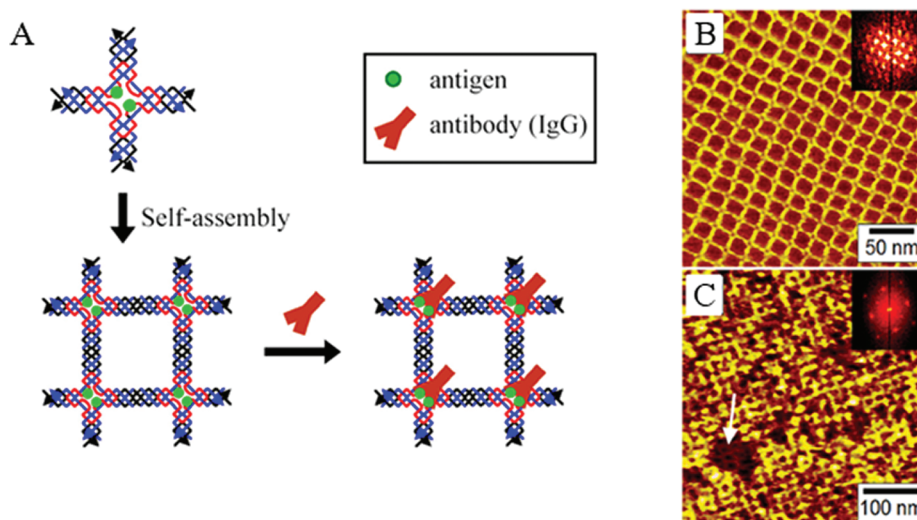 A
antigen
antibody (IgG)
Self-assembly
B
50 nm
C
100 nm